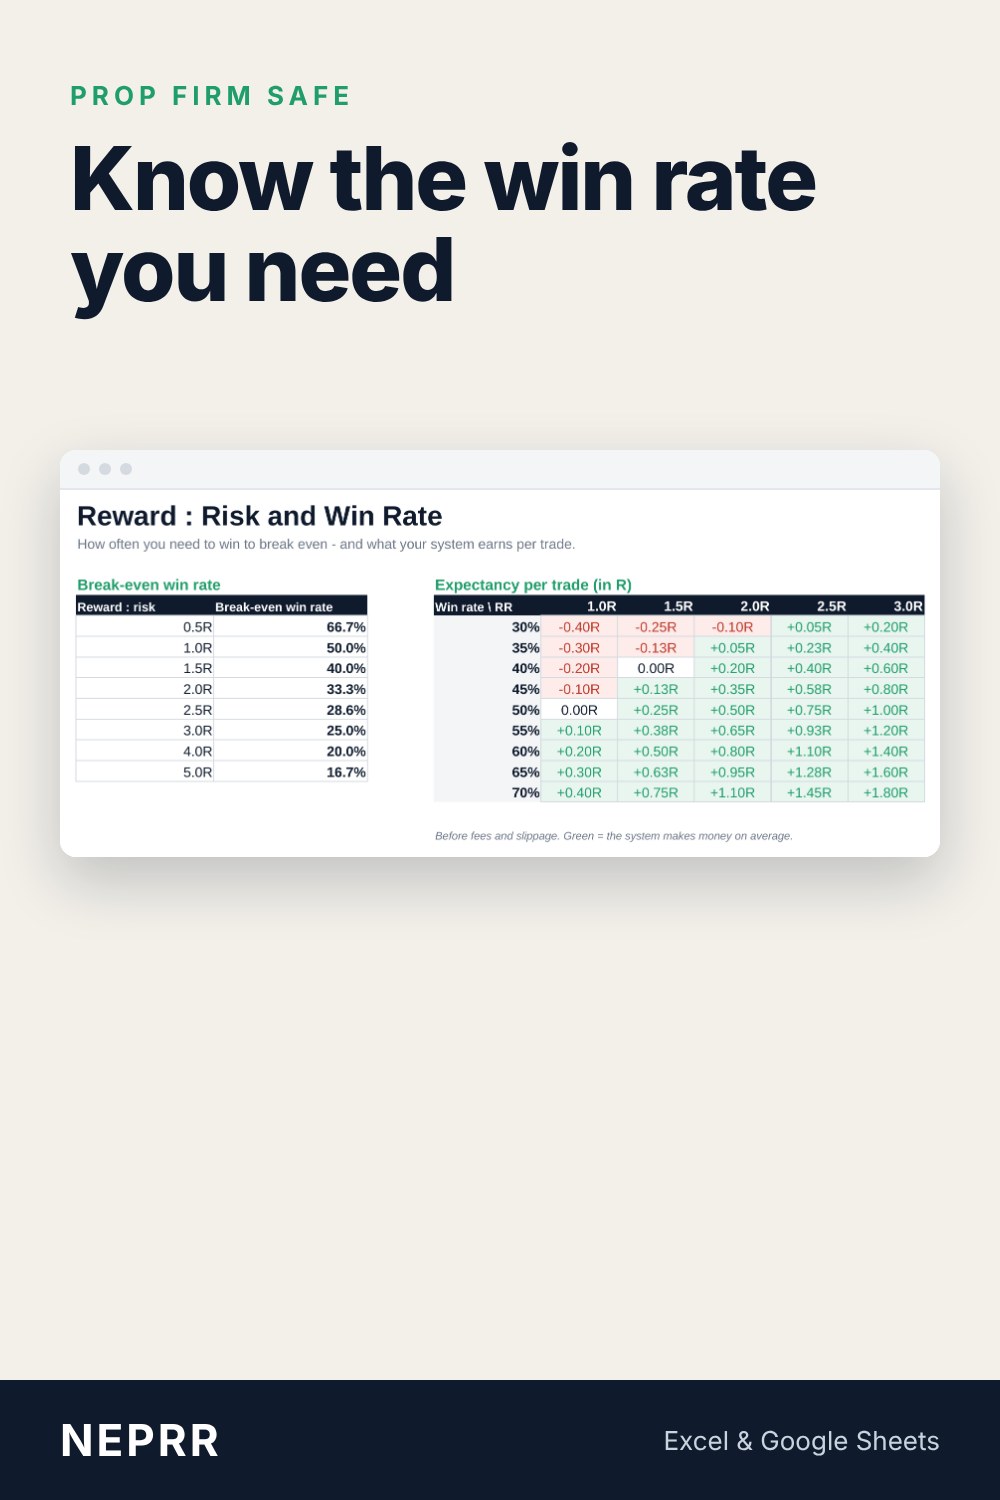 PROP FIRM SAFE
Know the win rate
you need
Reward : Risk and Win Rate
How often you need to win to break even - and what your system earns per trade.
Break-even win rate
Reward : risk Break-even win rate
0.5R 66.7%
1.0R 50.0%
1.5R 40.0%
2.0R 33.3%
2.5R 28.6%
3.0R 25.0%
4.0R 20.0%
5.0R 16.7%
Expectancy per trade (in R)
Win rate \ RR 1.0R 1.5R 2.0R 2.5R 3.0R
30% -0.40R -0.25R -0.10R +0.05R +0.20R
35% -0.30R -0.13R +0.05R +0.23R +0.40R
40% -0.20R 0.00R +0.20R +0.40R +0.60R
45% -0.10R +0.13R +0.35R +0.58R +0.80R
50% 0.00R +0.25R +0.50R +0.75R +1.00R
55% +0.10R +0.38R +0.65R +0.93R +1.20R
60% +0.20R +0.50R +0.80R +1.10R +1.40R
65% +0.30R +0.63R +0.95R +1.28R +1.60R
70% +0.40R +0.75R +1.10R +1.45R +1.80R
Before fees and slippage. Green = the system makes money on average.
NEPRR
Excel & Google Sheets